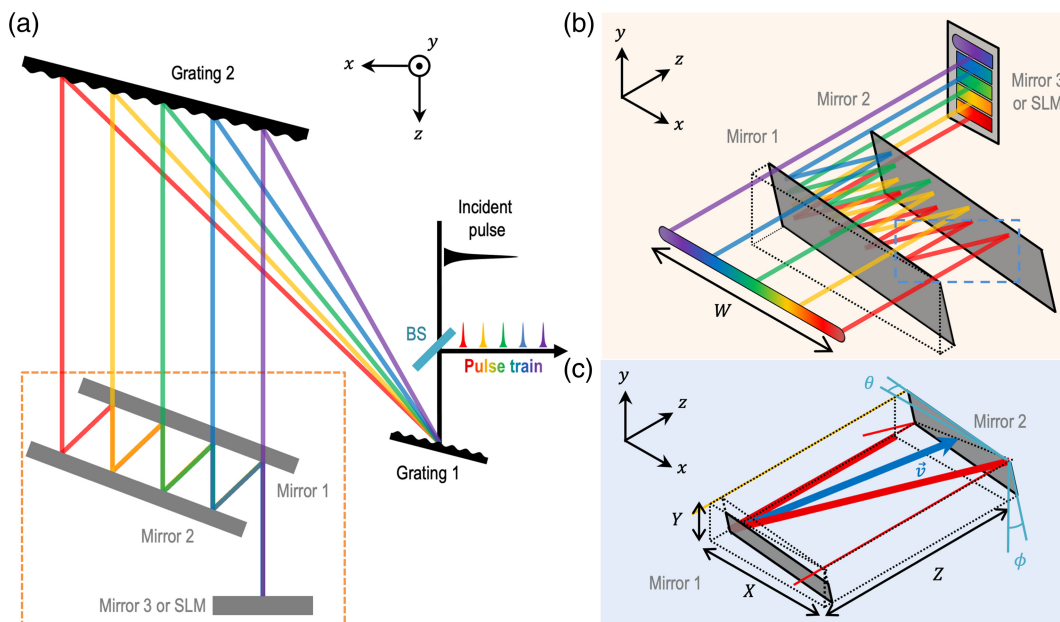 (a)
Grating 2
y
x
z
Incident
pulse
BS
Pulse train
Grating 1
Mirror 1
Mirror 2
Mirror 3 or SLM
(b)
y
z
x
Mirror 3
or SLM
Mirror 2
Mirror 1
W
(c)
y
z
x
θ
Mirror 2
v⃗
Y
Z
X
ϕ
Mirror 1